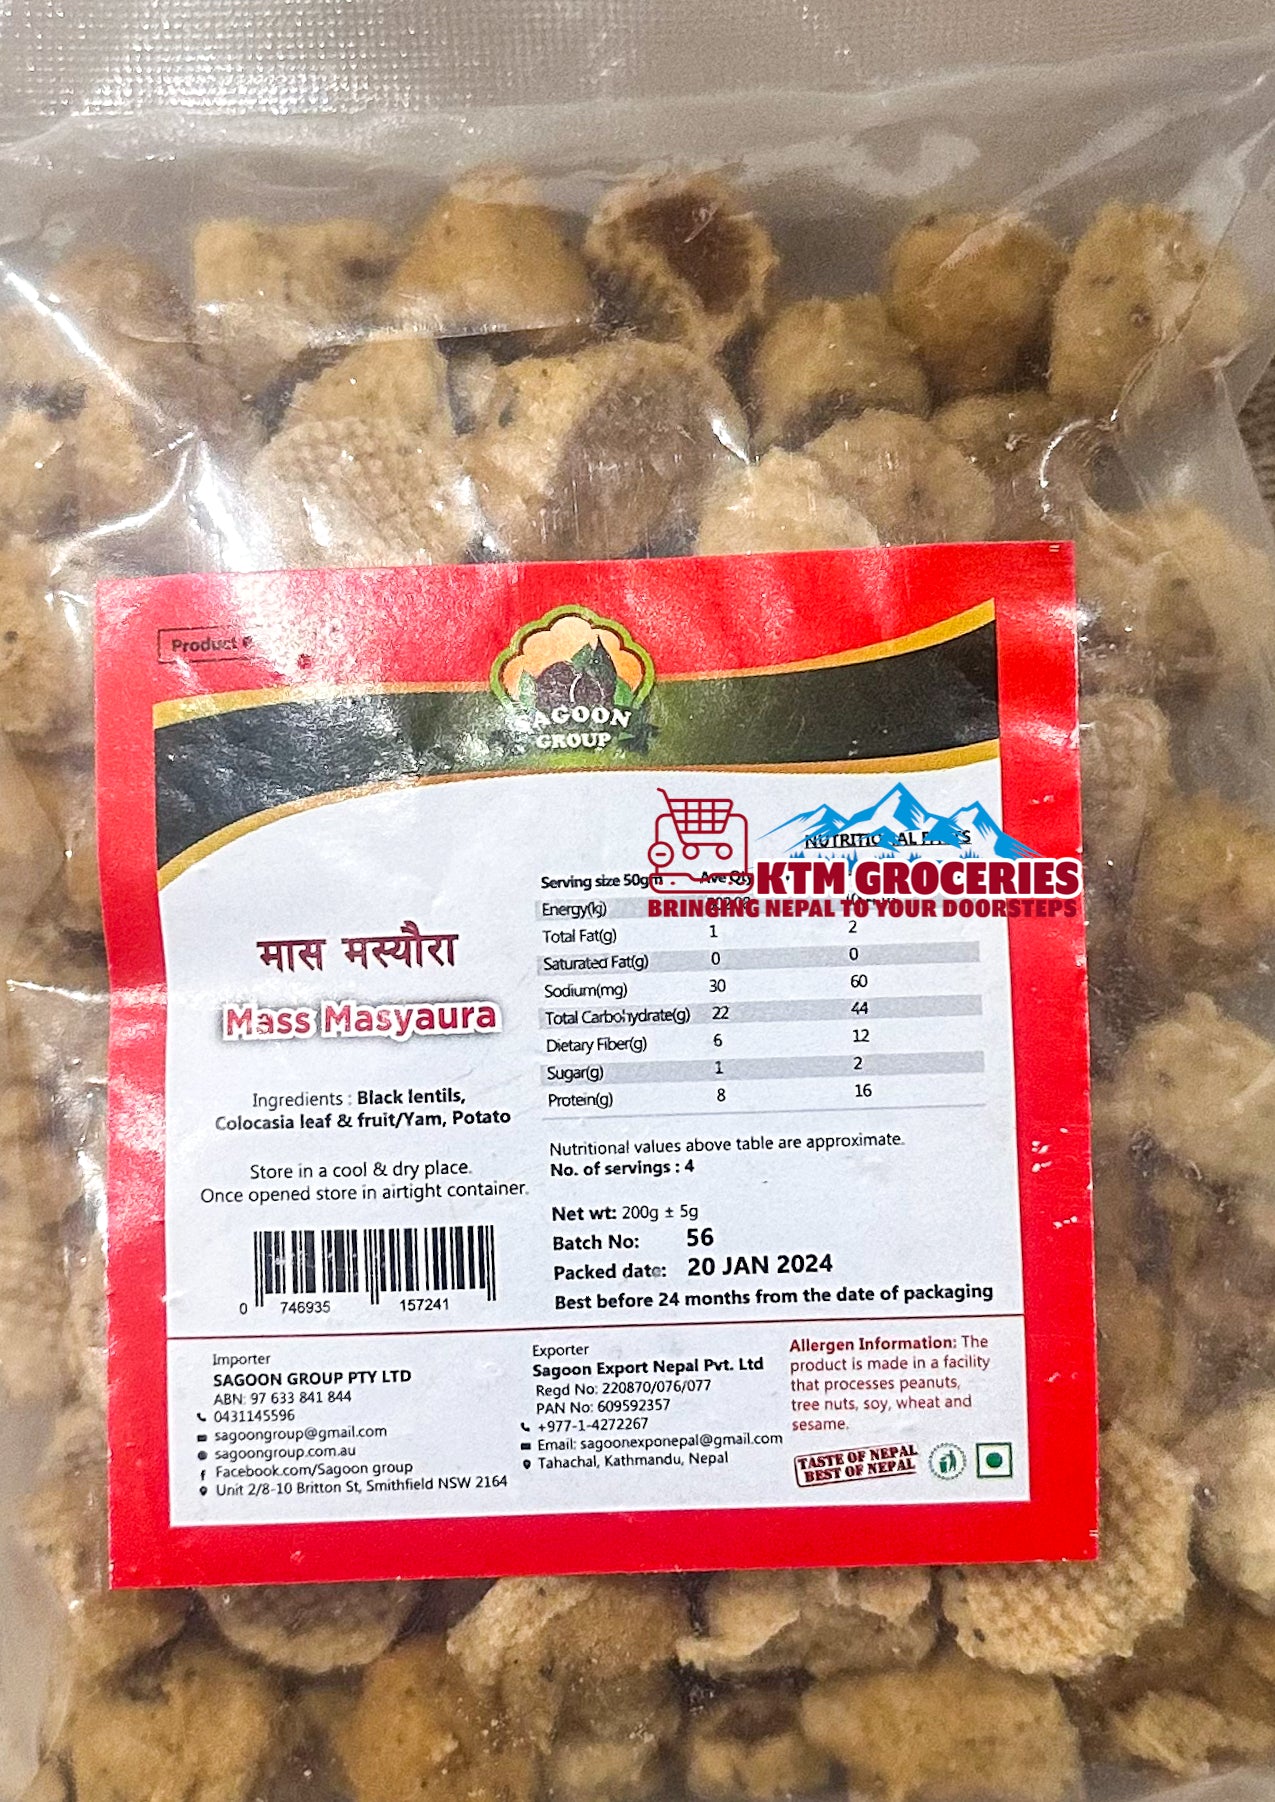 Product
SAGOON
GROUP
मास मस्यौरा
Mass Masyaura
Ingredients : Black lentils,
Colocasia leaf & fruit/Yam, Potato
Store in a cool & dry place.
Once opened store in airtight container.
0 746935 157241
KTM GROCERIES
BRINGING NEPAL TO YOUR DOORSTEPS
Serving size 50gm Ave Qty
Energy(kj)
Total Fat(g) 1 2
Saturated Fat(g) 0 0
Sodium(mg) 30 60
Total Carbohydrate(g) 22 44
Dietary Fiber(g) 6 12
Sugar(g) 1 2
Protein(g) 8 16
Nutritional values above table are approximate.
No. of servings : 4
Net wt: 200g ± 5g
Batch No: 56
Packed date: 20 JAN 2024
Best before 24 months from the date of packaging
Importer
SAGOON GROUP PTY LTD
ABN: 97 633 841 844
0431145596
sagoongroup@gmail.com
sagoongroup.com.au
Facebook.com/Sagoon group
Unit 2/8-10 Britton St, Smithfield NSW 2164
Exporter
Sagoon Export Nepal Pvt. Ltd
Regd No: 220870/076/077
PAN No: 609592357
+977-1-4272267
Email: sagoonexponepal@gmail.com
Tahachal, Kathmandu, Nepal
Allergen Information: The
product is made in a facility
that processes peanuts,
tree nuts, soy, wheat and
sesame.
TASTE OF NEPAL
BEST OF NEPAL